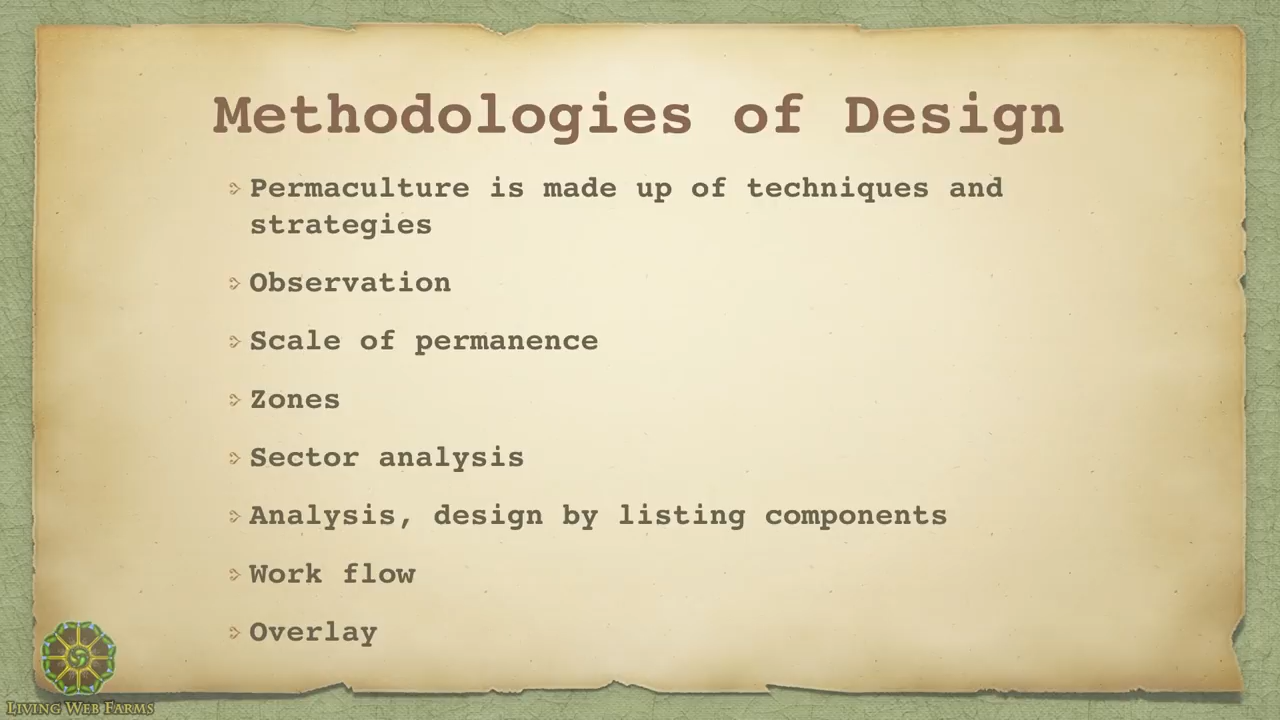 Methodologies of Design
Permaculture is made up of techniques and
strategies
Observation
Scale of permanence
Zones
Sector analysis
Analysis, design by listing components
Work flow
Overlay
Living Web Farms